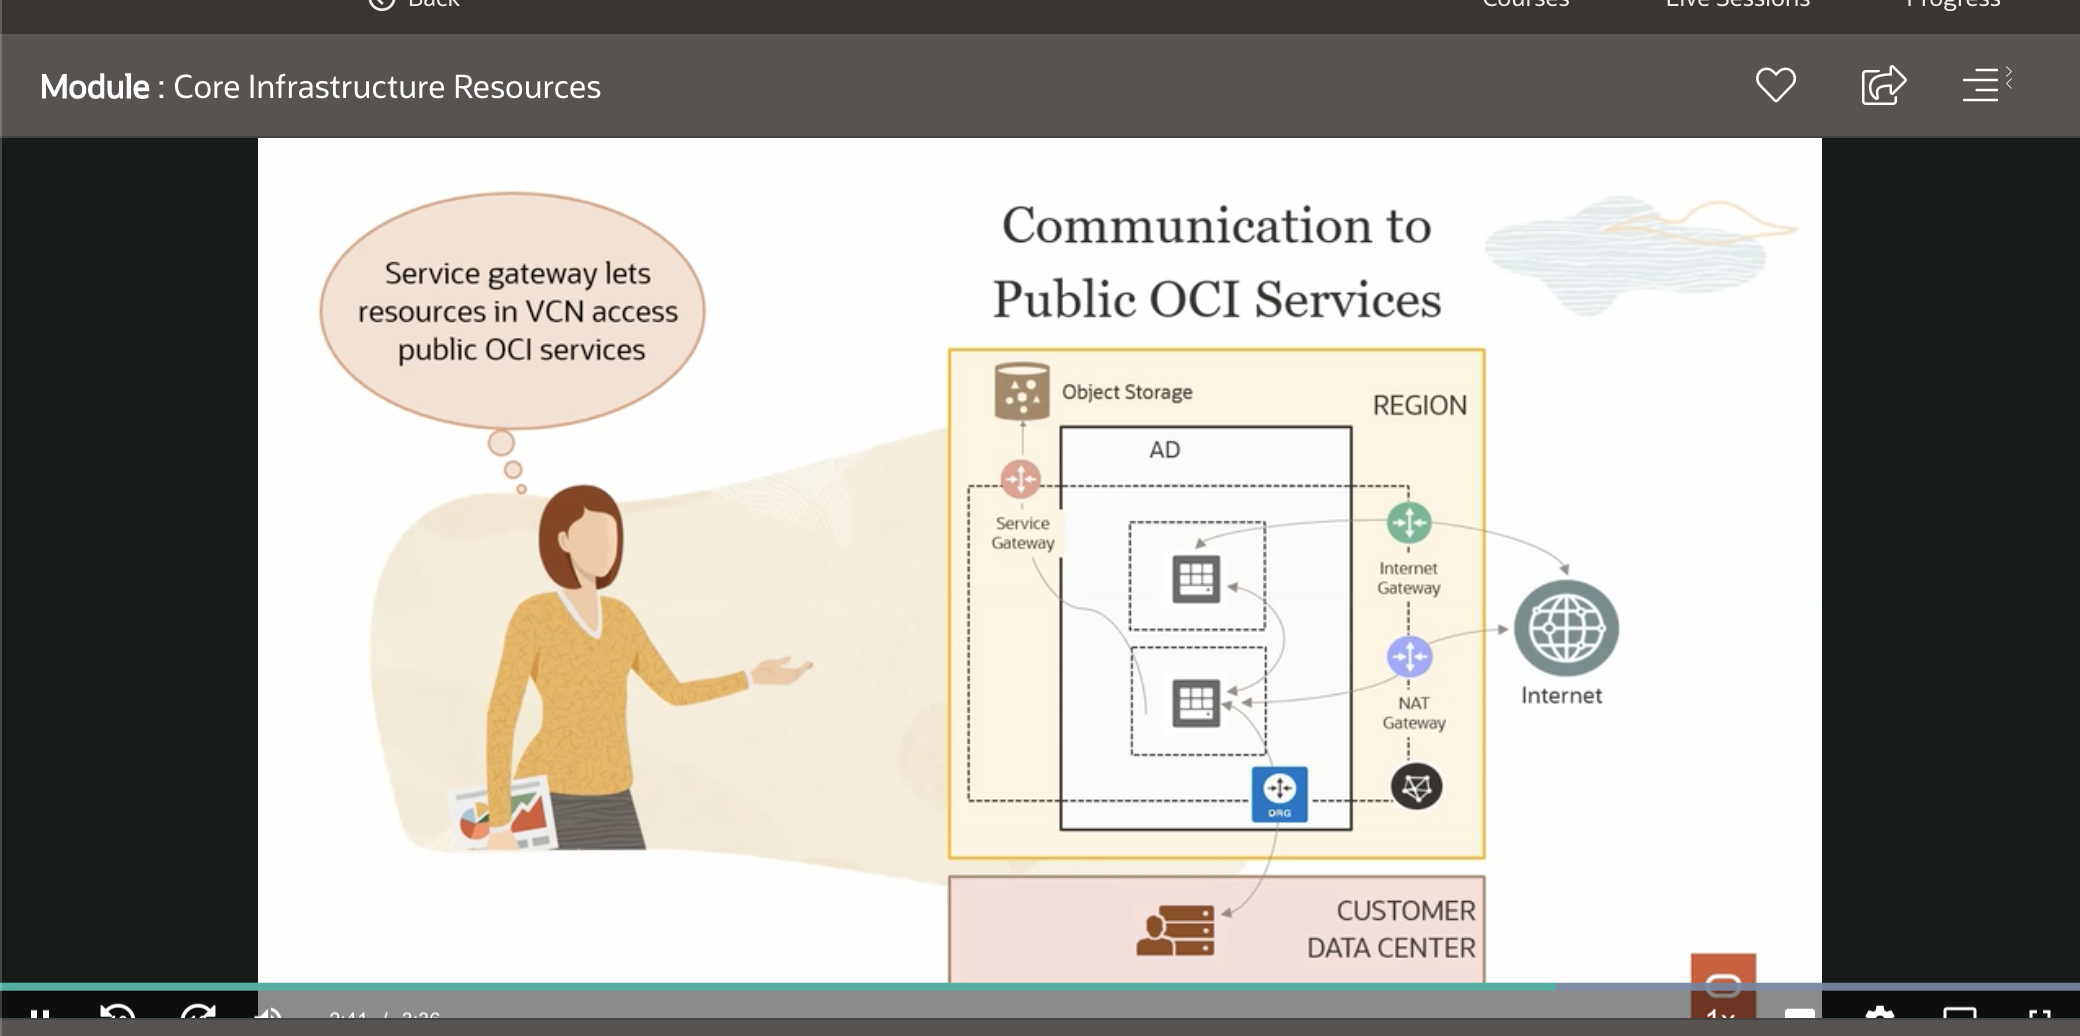 Back
Courses
Live Sessions
Progress
Module : Core Infrastructure Resources
Service gateway lets
resources in VCN access
public OCI services
Communication to
Public OCI Services
Object Storage
REGION
AD
Service
Gateway
Internet
Gateway
Internet
NAT
Gateway
DRG
CUSTOMER
DATA CENTER